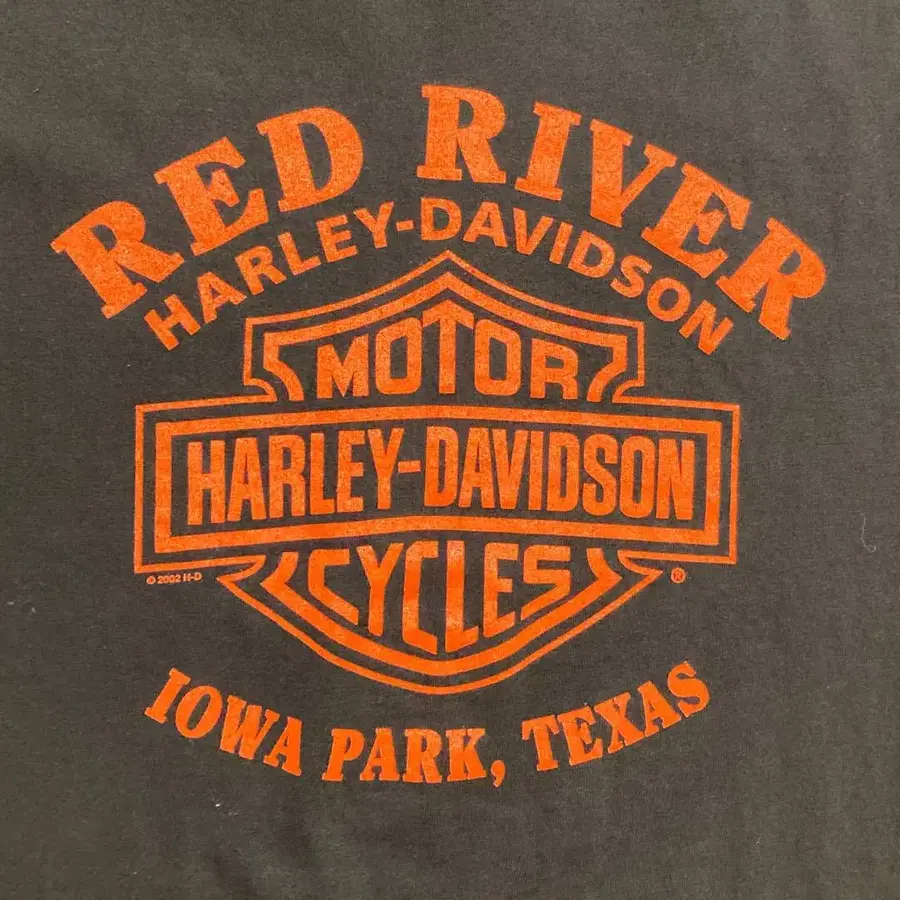 RED RIVER
HARLEY-DAVIDSON
MOTOR
HARLEY-DAVIDSON
CYCLES
© 2002 H-D
®
IOWA PARK, TEXAS